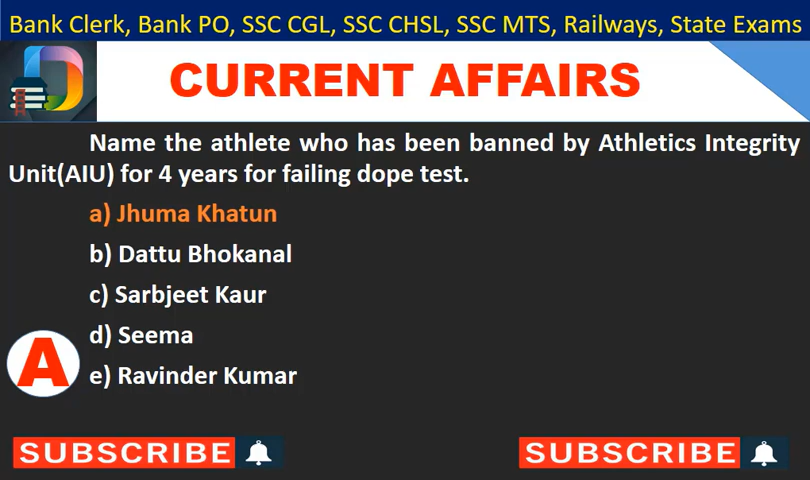 Bank Clerk, Bank PO, SSC CGL, SSC CHSL, SSC MTS, Railways, State Exams
CURRENT AFFAIRS
Name the athlete who has been banned by Athletics Integrity
Unit(AIU) for 4 years for failing dope test.
a) Jhuma Khatun
b) Dattu Bhokanal
c) Sarbjeet Kaur
d) Seema
A
e) Ravinder Kumar
SUBSCRIBE
SUBSCRIBE